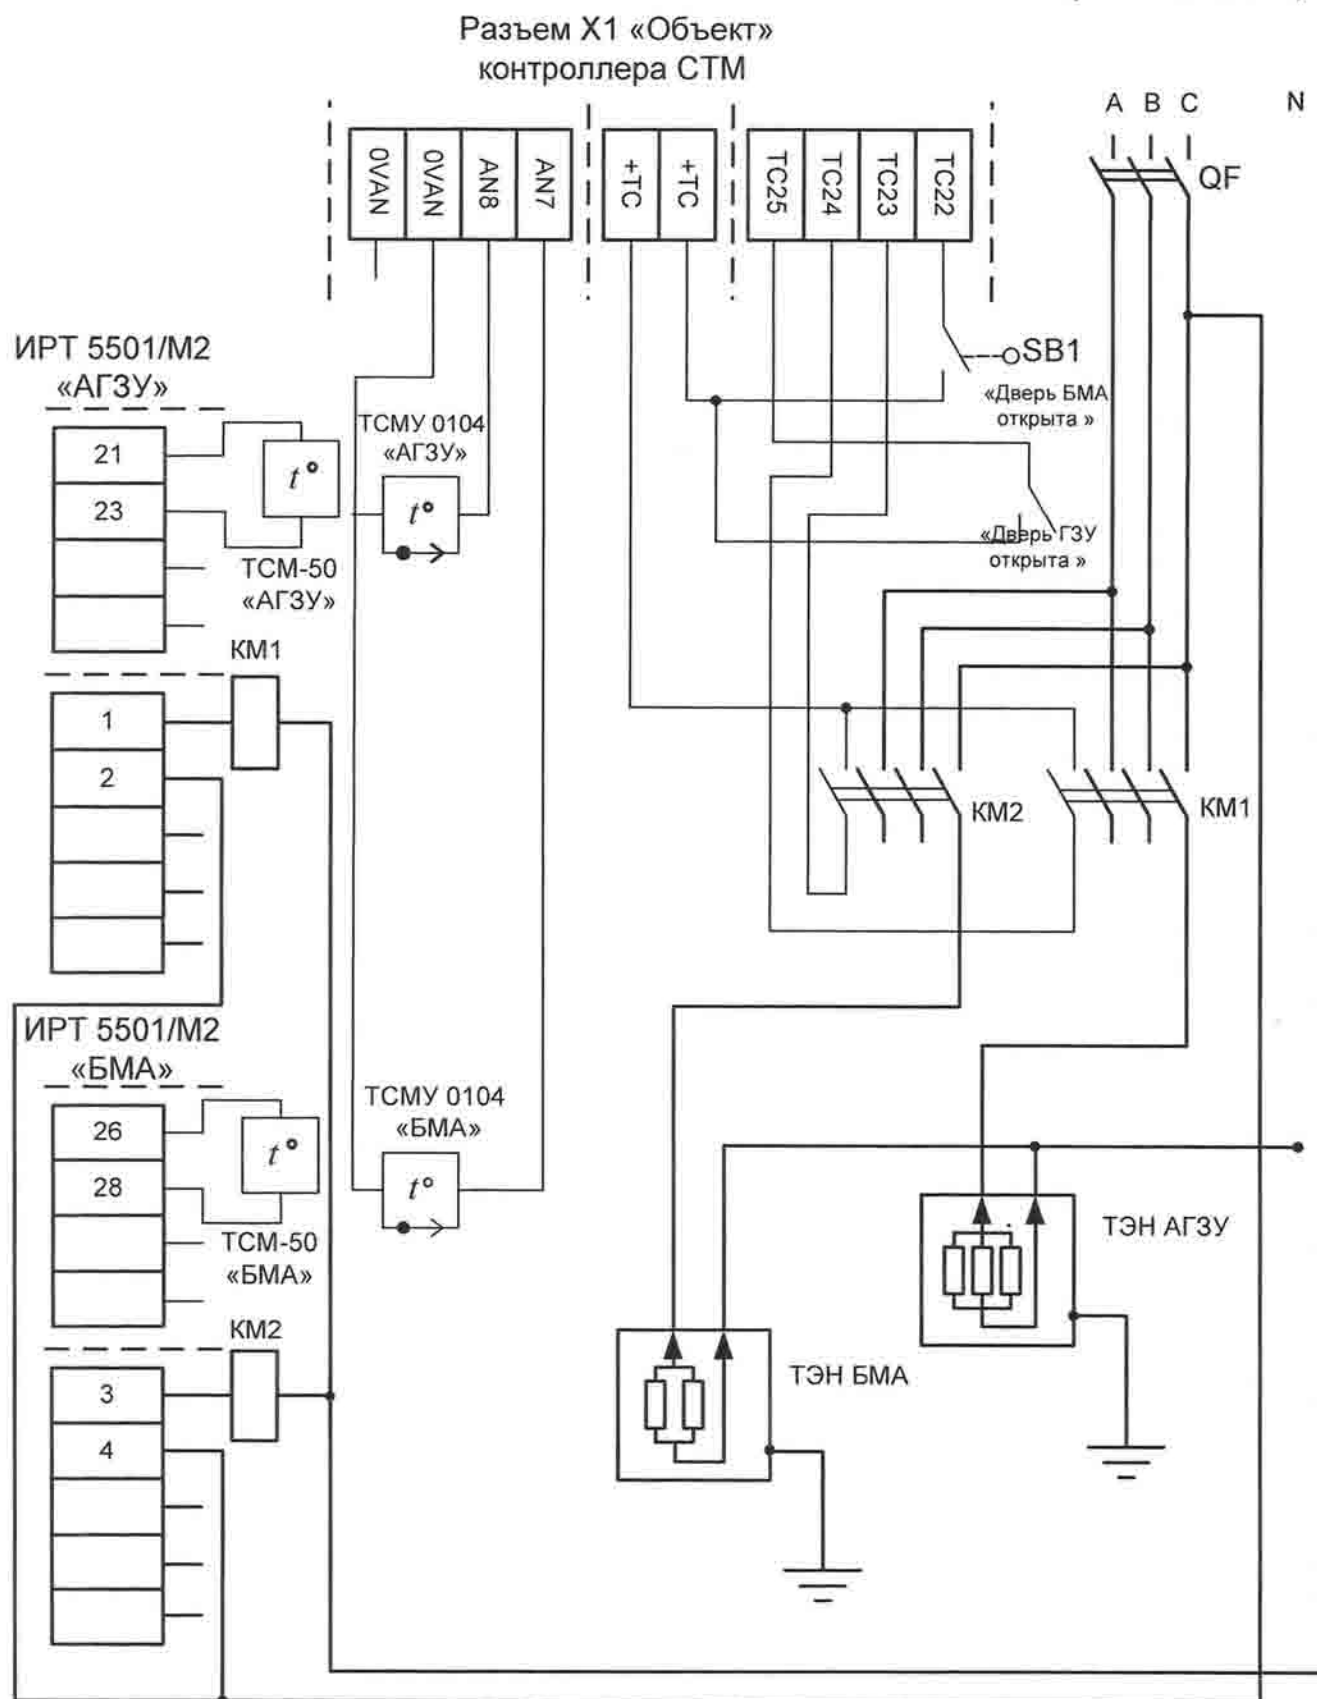 Разъем X1 «Объект»
контроллера СТМ
A B C N
0VAN 0VAN AN8 AN7 +TC +TC TC25 TC24 TC23 TC22
QF
SB1
«Дверь БМА
открыта »
ИРТ 5501/М2
«АГЗУ»
21
23
t°
ТСМ-50
«АГЗУ»
ТСМУ 0104
«АГЗУ»
t°
«Дверь ГЗУ
открыта »
КМ1
1
2
КМ2
КМ1
ИРТ 5501/М2
«БМА»
26
28
t°
ТСМ-50
«БМА»
ТСМУ 0104
«БМА»
t°
ТЭН АГЗУ
КМ2
3
4
ТЭН БМА